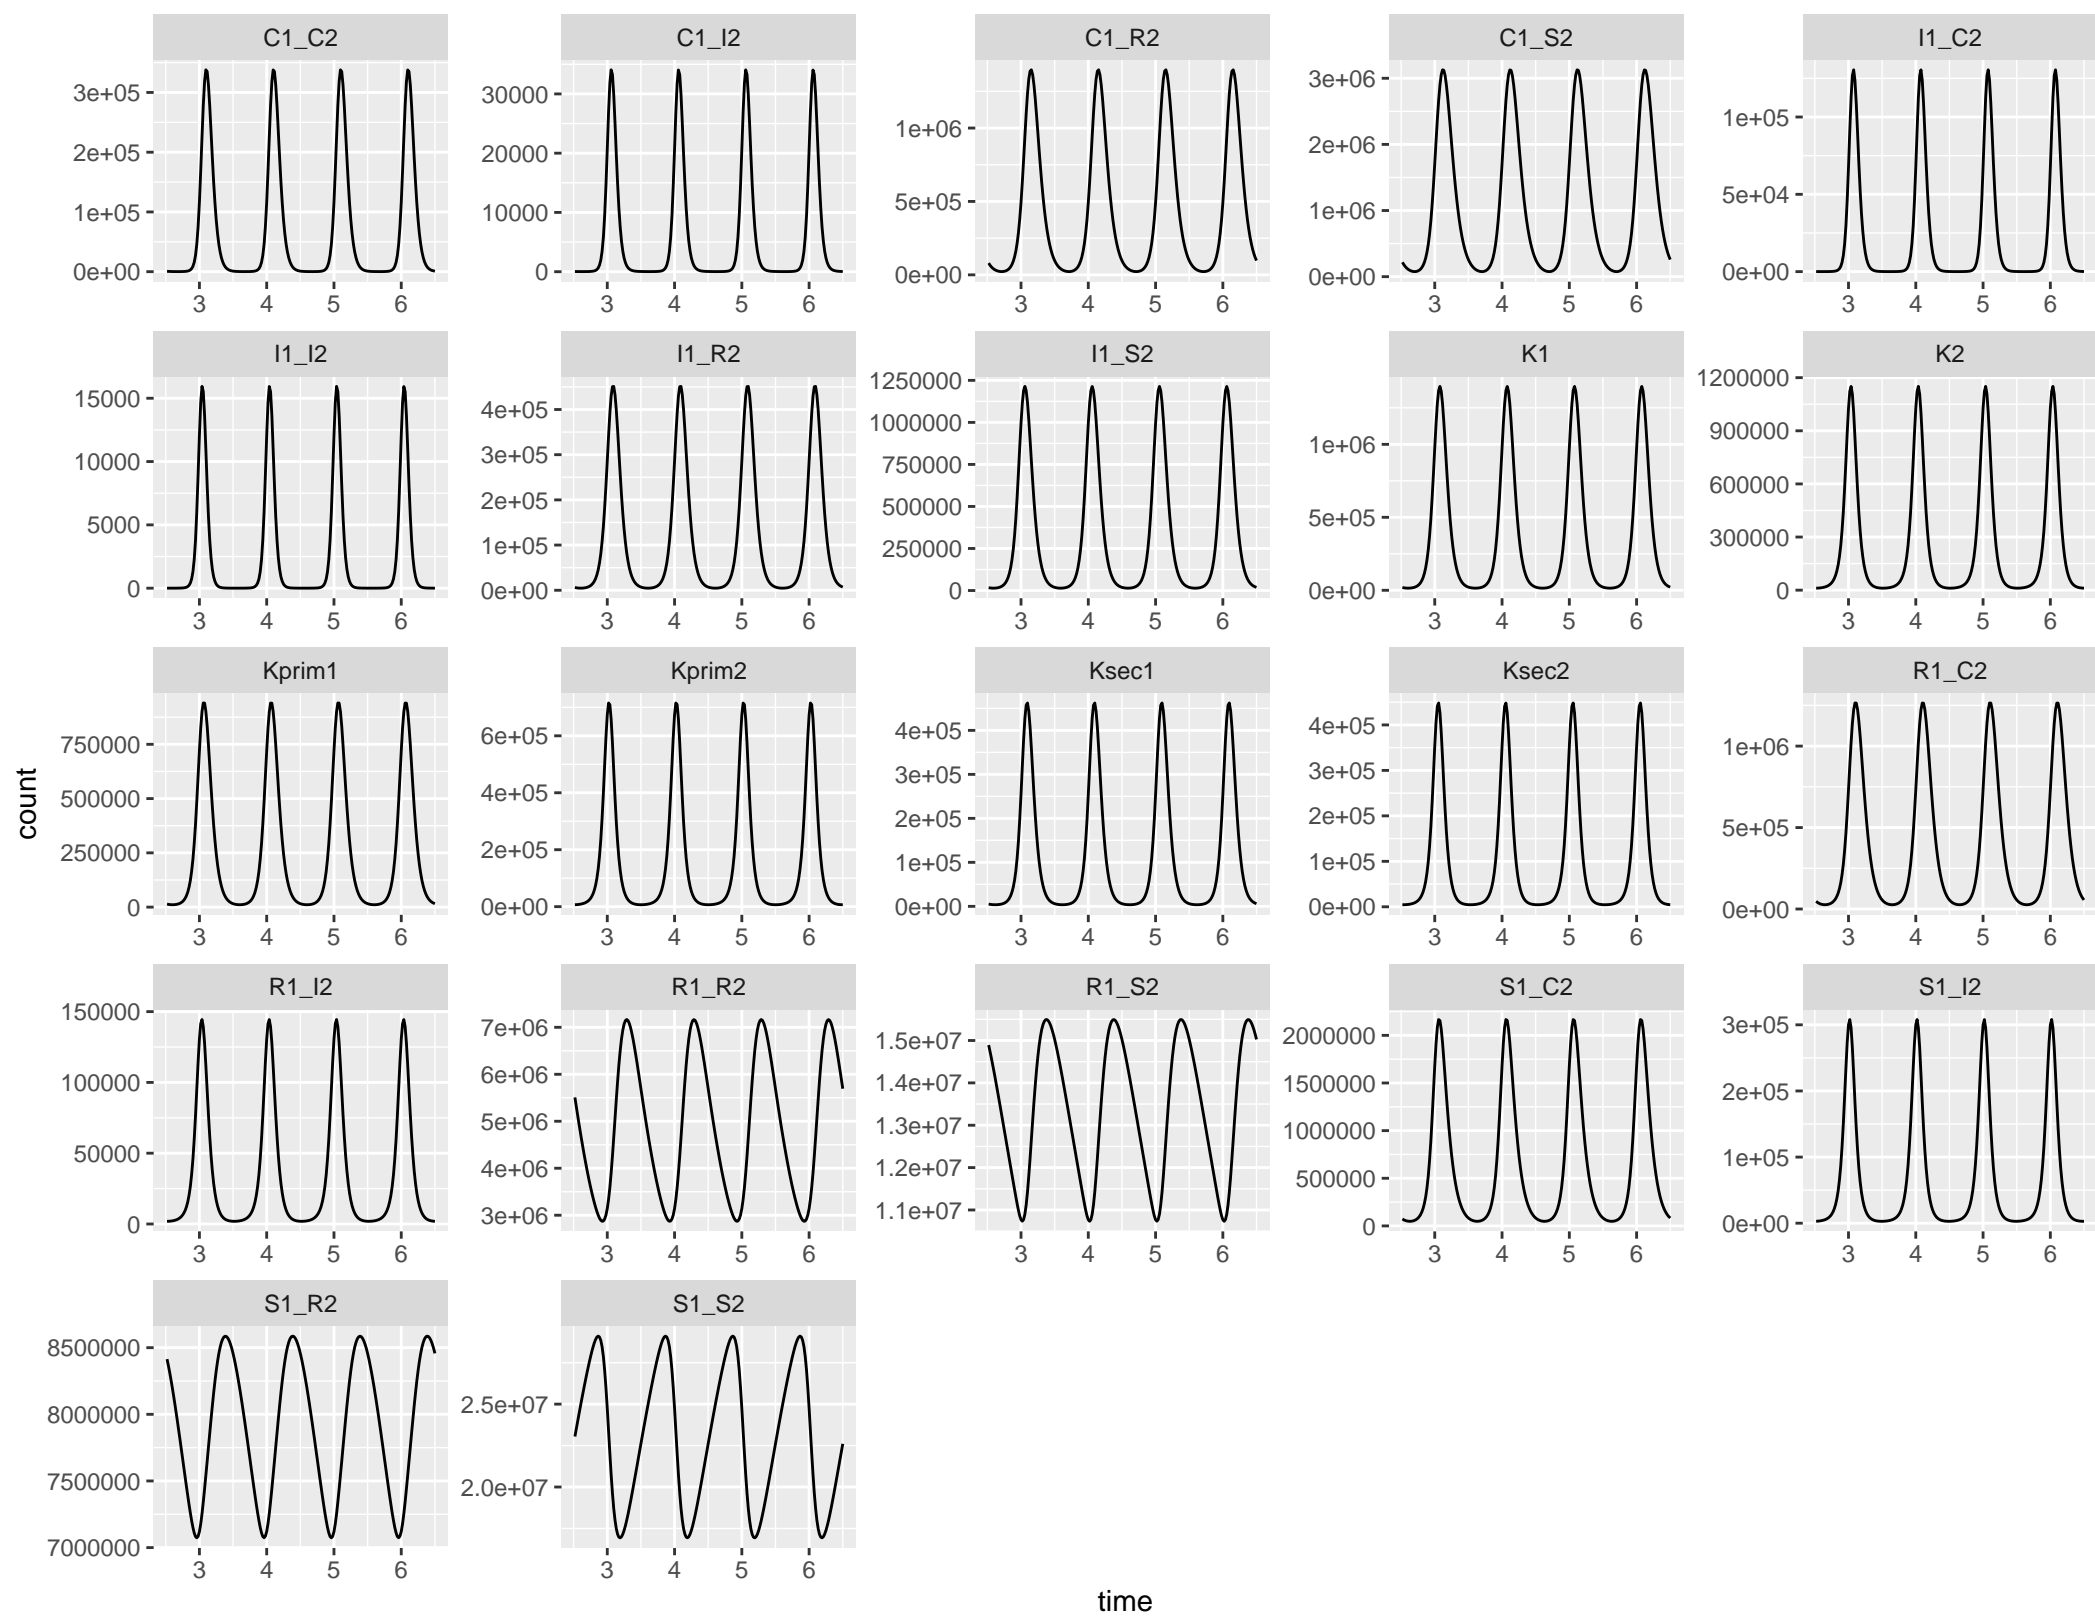 C1_C2 C1_I2 C1_R2 C1_S2 I1_C2
3e+05 2e+05 1e+05 0e+00
30000 20000 10000 0
1e+06 5e+05 0e+00
3e+06 2e+06 1e+06 0e+00
1e+05 5e+04 0e+00
3 4 5 6 3 4 5 6 3 4 5 6 3 4 5 6 3 4 5 6
I1_I2 I1_R2 I1_S2 K1 K2
15000 10000 5000 0
4e+05 3e+05 2e+05 1e+05 0e+00
1250000 1000000 750000 500000 250000 0
1e+06 5e+05 0e+00
1200000 900000 600000 300000 0
3 4 5 6 3 4 5 6 3 4 5 6 3 4 5 6 3 4 5 6
Kprim1 Kprim2 Ksec1 Ksec2 R1_C2
750000 500000 250000 0
6e+05 4e+05 2e+05 0e+00
4e+05 3e+05 2e+05 1e+05 0e+00
4e+05 3e+05 2e+05 1e+05 0e+00
1e+06 5e+05 0e+00
3 4 5 6 3 4 5 6 3 4 5 6 3 4 5 6 3 4 5 6
R1_I2 R1_R2 R1_S2 S1_C2 S1_I2
150000 100000 50000 0
7e+06 6e+06 5e+06 4e+06 3e+06
1.5e+07 1.4e+07 1.3e+07 1.2e+07 1.1e+07
2000000 1500000 1000000 500000 0
3e+05 2e+05 1e+05 0e+00
3 4 5 6 3 4 5 6 3 4 5 6 3 4 5 6 3 4 5 6
S1_R2 S1_S2
8500000 8000000 7500000 7000000
2.5e+07 2.0e+07
3 4 5 6 3 4 5 6
count
time